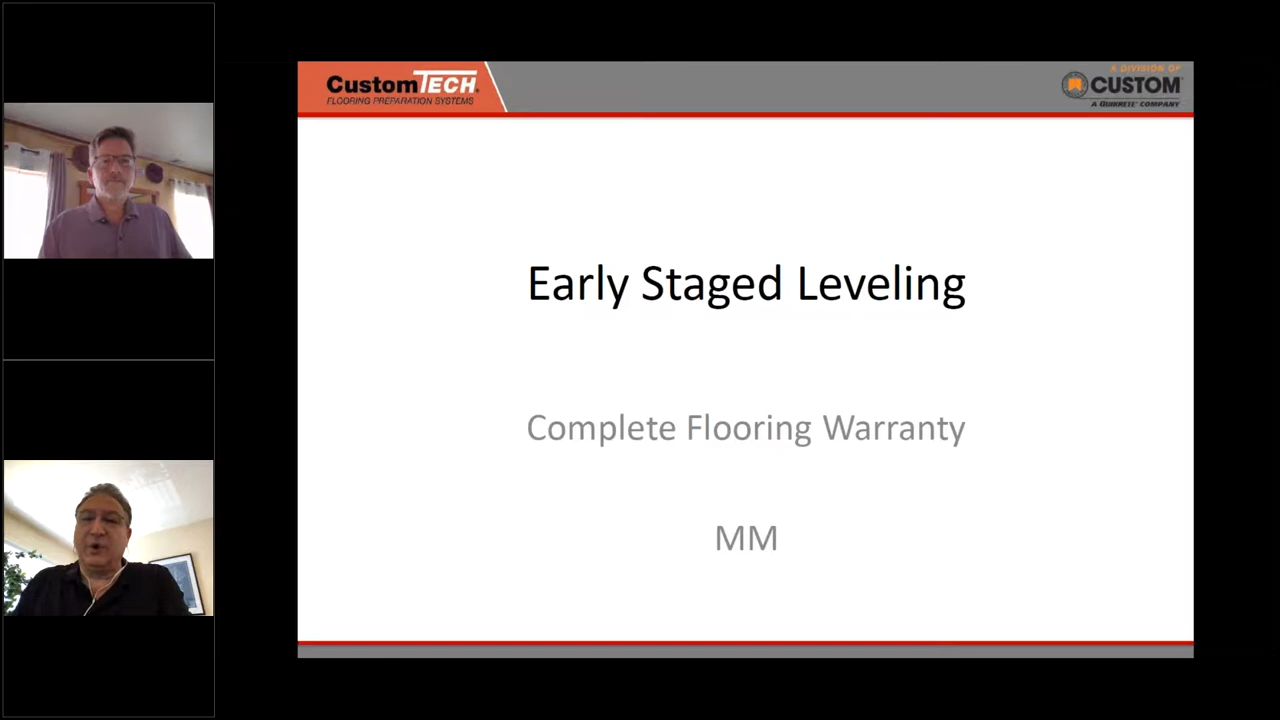 CustomTECH®
FLOORING PREPARATION SYSTEMS
A DIVISION OF
CUSTOM
A QUIKRETE® COMPANY
Early Staged Leveling
Complete Flooring Warranty
MM